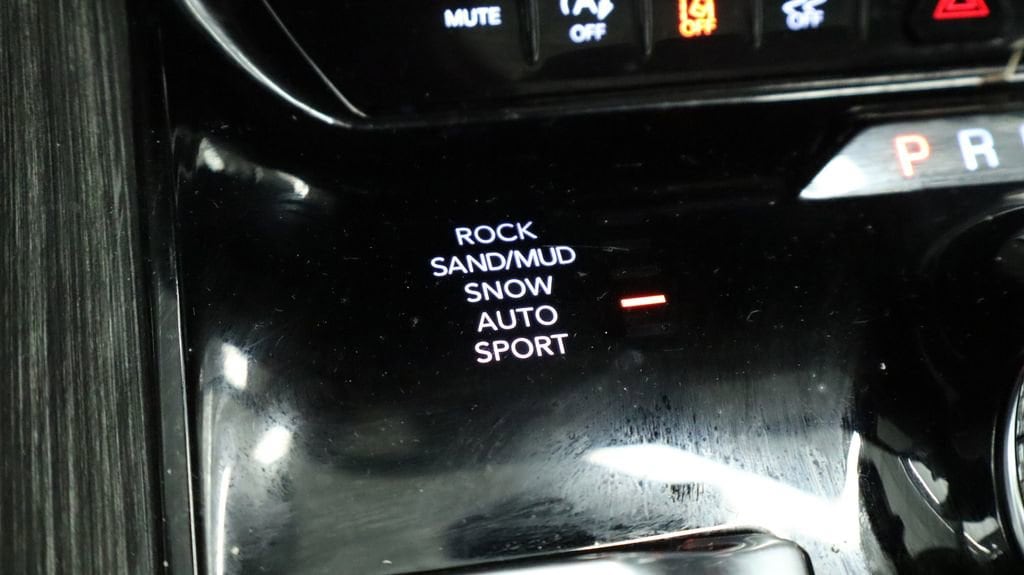 MUTE
OFF
OFF
OFF
P R
ROCK
SAND/MUD
SNOW
AUTO
SPORT